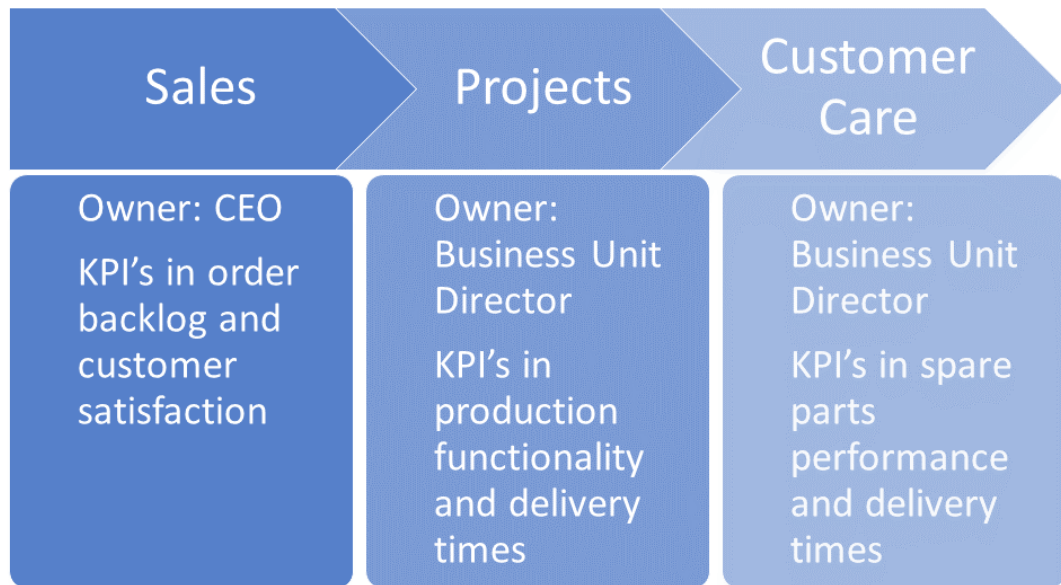 Sales
Projects
Customer
Care
Owner: CEO
KPI’s in order
backlog and
customer
satisfaction
Owner:
Business Unit
Director
KPI’s in
production
functionality
and delivery
times
Owner:
Business Unit
Director
KPI’s in spare
parts
performance
and delivery
times